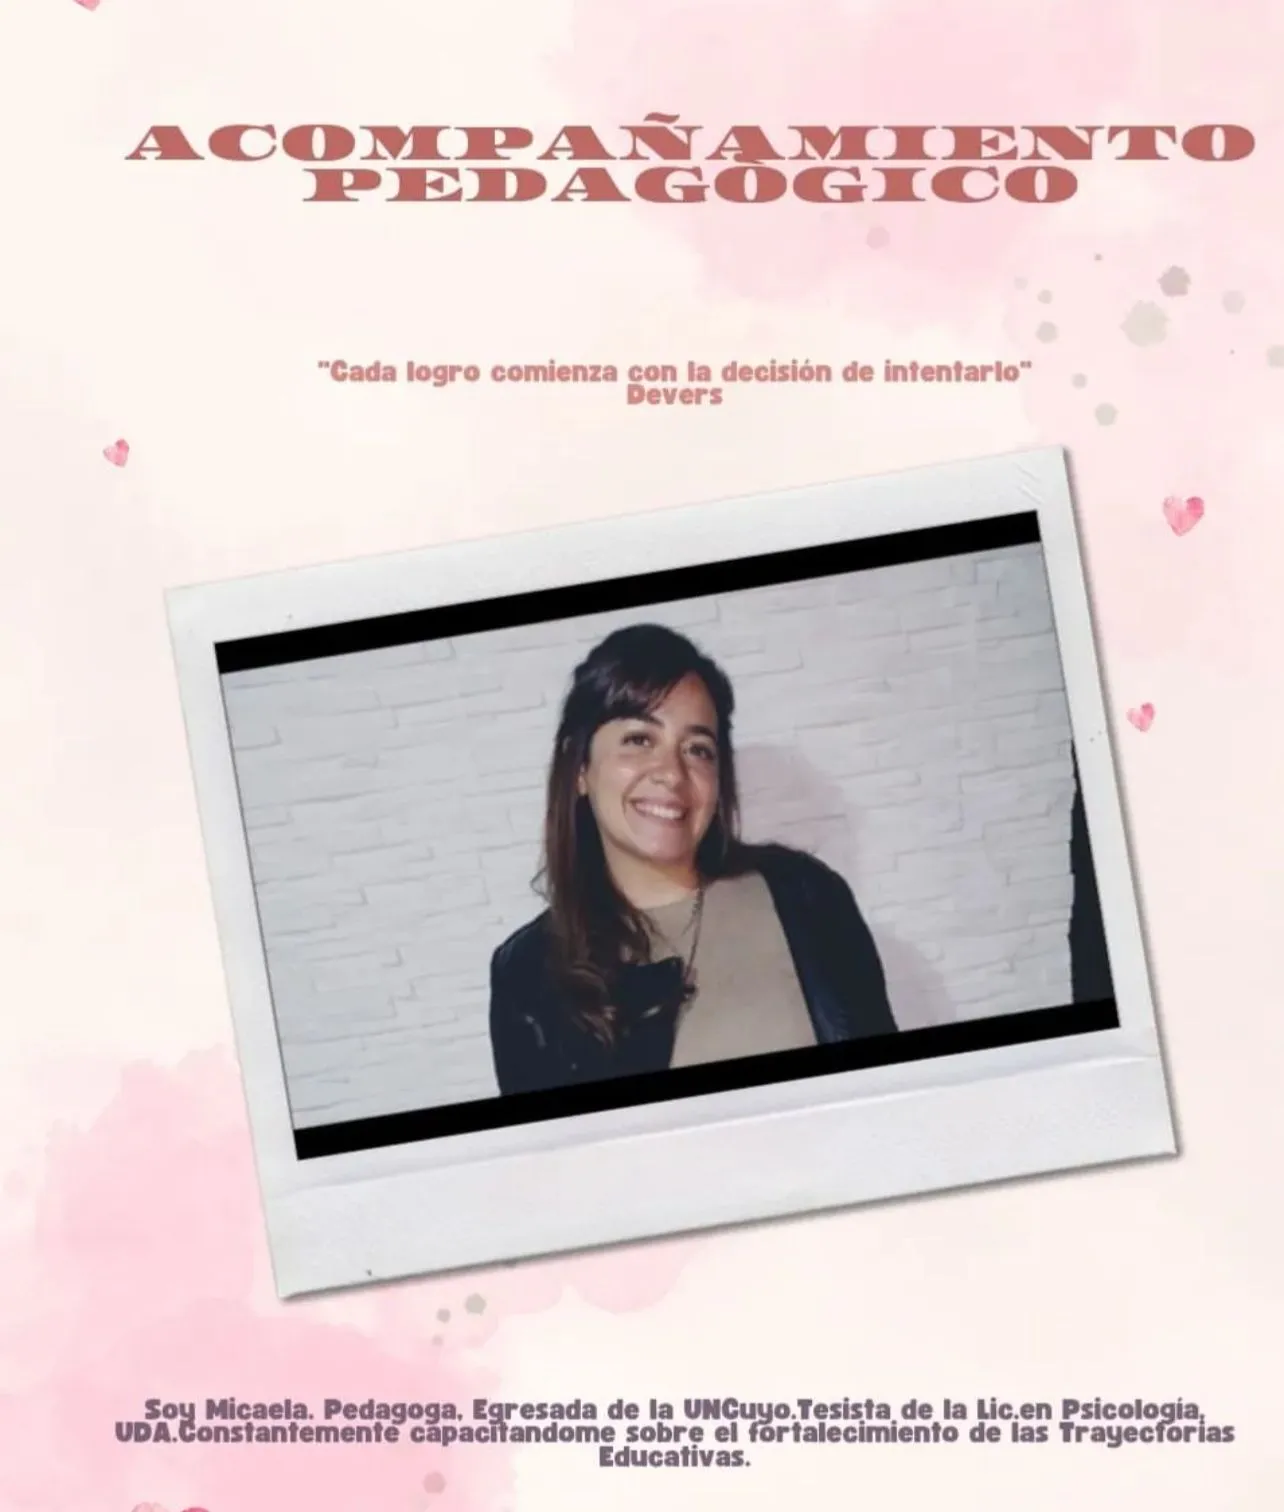 ACOMPAÑAMIENTO
PEDAGÒGICO
"Cada logro comienza con la decisión de intentarlo"
Devers
Soy Micaela. Pedagoga, Egresada de la UNCuyo.Tesista de la Lic.en Psicología,
UDA.Constantemente capacitandome sobre el fortalecimiento de las Trayectorias
Educativas.